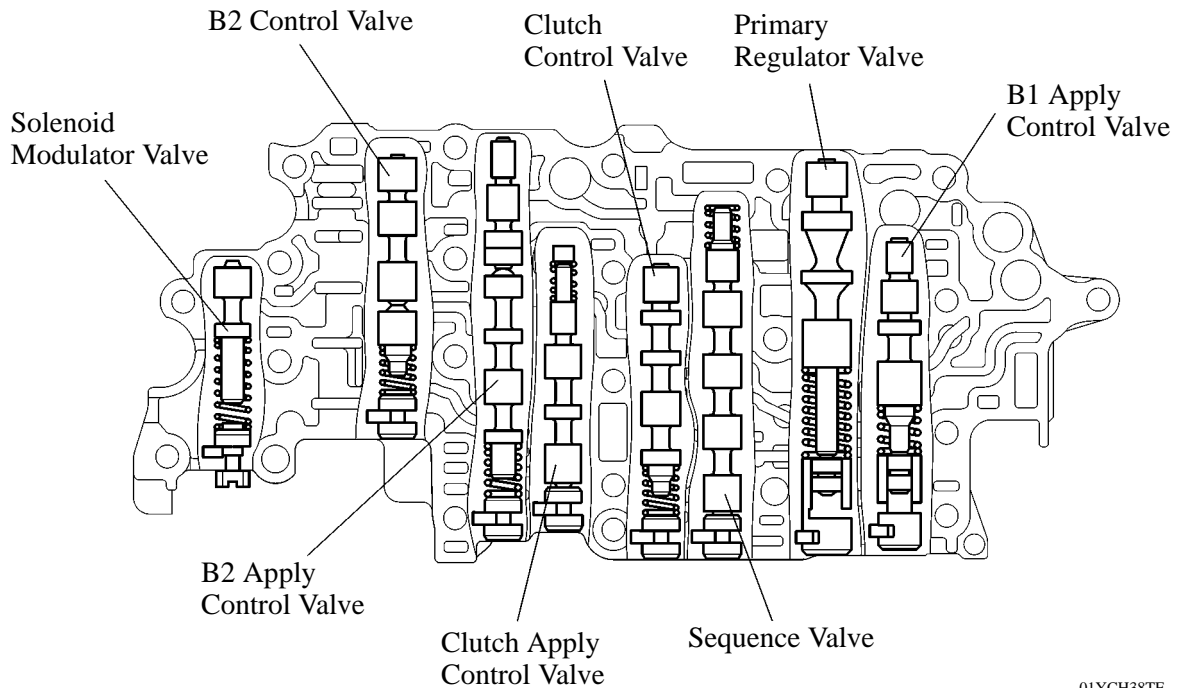 B2 Control Valve
Clutch
Control Valve
Primary
Regulator Valve
B1 Apply
Control Valve
Solenoid
Modulator Valve
B2 Apply
Control Valve
Clutch Apply
Control Valve
Sequence Valve
01YCH38TE